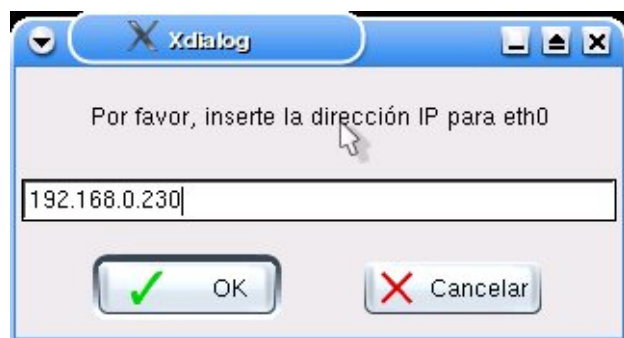 Xdialog
Por favor, inserte la dirección IP para eth0
192.168.0.230
OK Cancelar